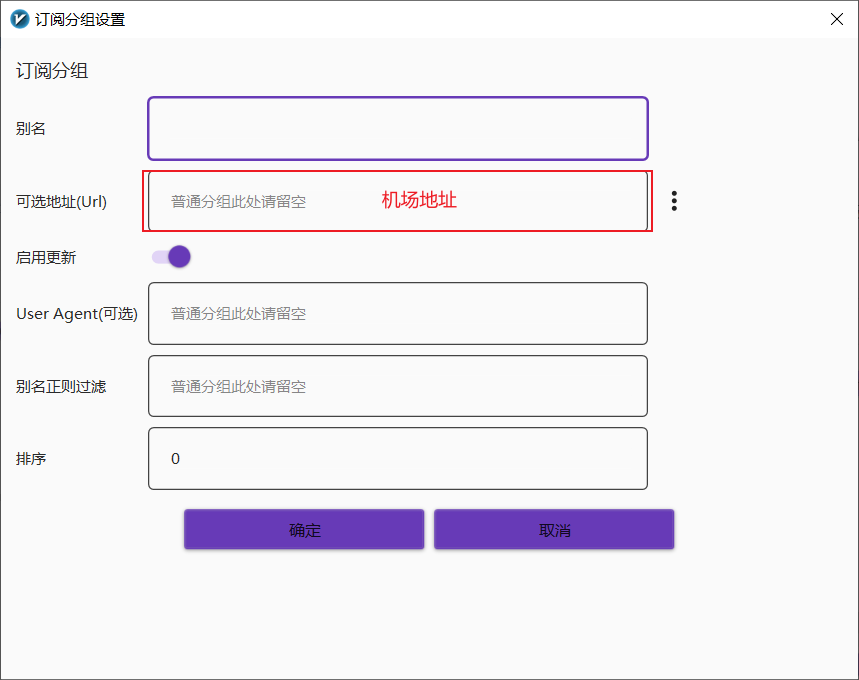 订阅分组设置
订阅分组
别名
可选地址(Url) 普通分组此处请留空 机场地址
启用更新
User Agent(可选) 普通分组此处请留空
别名正则过滤 普通分组此处请留空
排序 0
确定 取消